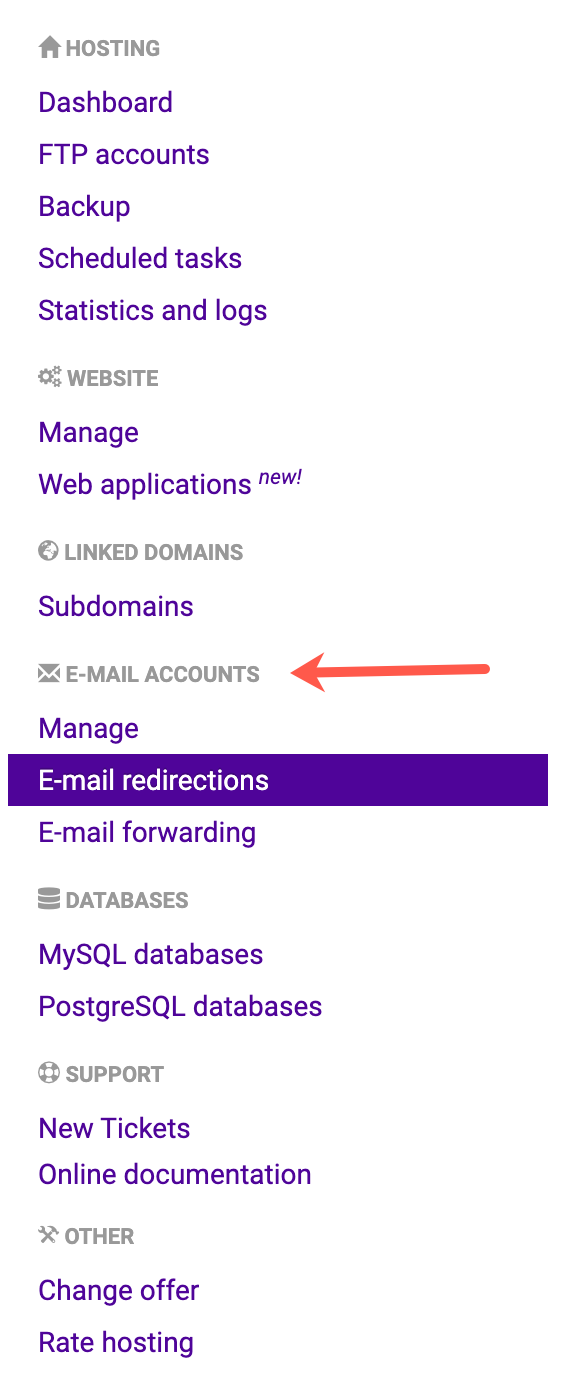 HOSTING
Dashboard
FTP accounts
Backup
Scheduled tasks
Statistics and logs
WEBSITE
Manage
Web applications new!
LINKED DOMAINS
Subdomains
E-MAIL ACCOUNTS
Manage
E-mail redirections
E-mail forwarding
DATABASES
MySQL databases
PostgreSQL databases
SUPPORT
New Tickets
Online documentation
OTHER
Change offer
Rate hosting